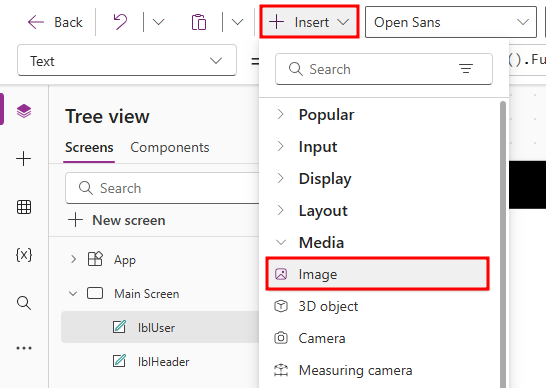 Back
Insert
Open Sans
Text
=
().Fu
Search
Tree view
Screens
Components
Search
New screen
App
Main Screen
lblUser
lblHeader
Popular
Input
Display
Layout
Media
Image
3D object
Camera
Measuring camera
{x}